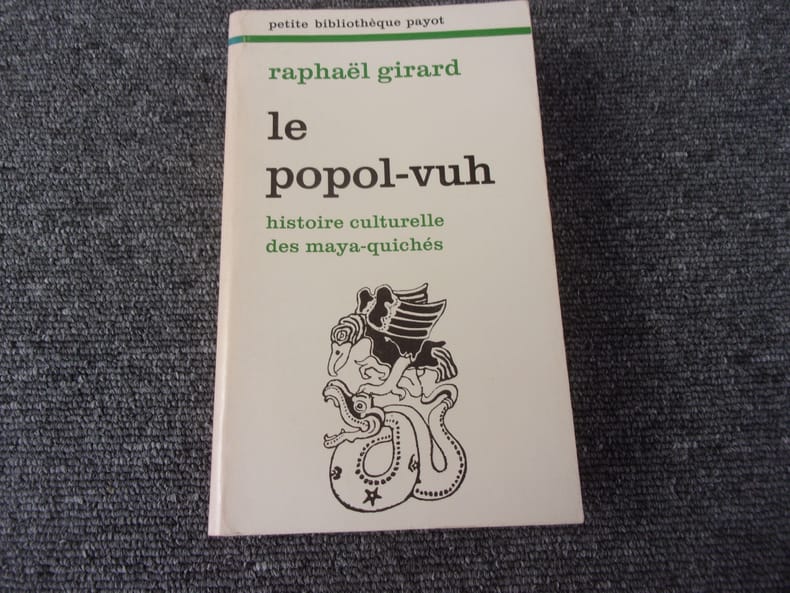 petite bibliothèque payot
raphaël girard
le
popol-vuh
histoire culturelle
des maya-quichés